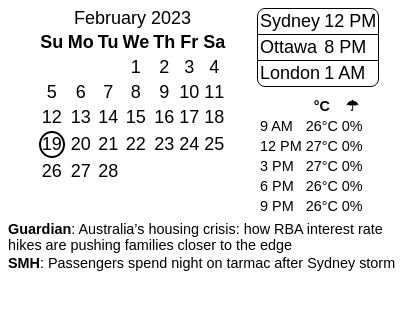 February 2023
Su Mo Tu We Th Fr Sa
1 2 3 4
5 6 7 8 9 10 11
12 13 14 15 16 17 18
19 20 21 22 23 24 25
26 27 28
Sydney 12 PM
Ottawa 8 PM
London 1 AM
°C ☂
9 AM 26°C 0%
12 PM 27°C 0%
3 PM 27°C 0%
6 PM 26°C 0%
9 PM 26°C 0%
Guardian: Australia’s housing crisis: how RBA interest rate
hikes are pushing families closer to the edge
SMH: Passengers spend night on tarmac after Sydney storm